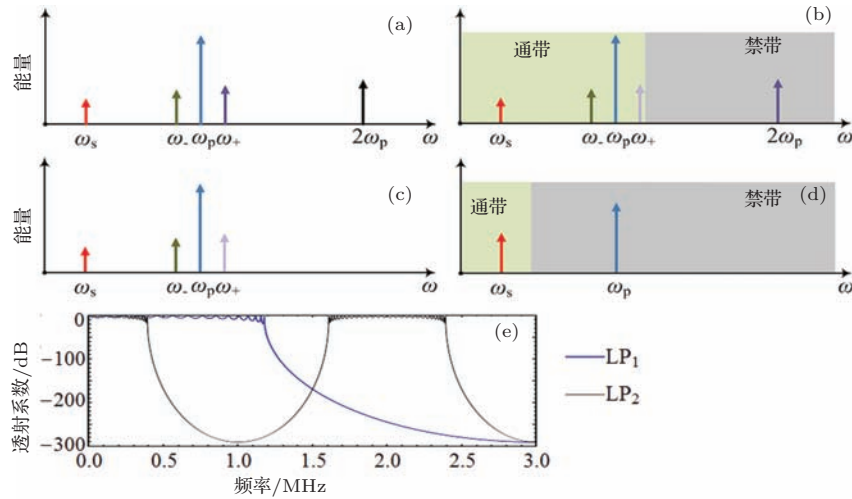 (a)
能量
ωs ω- ωp ω+ 2ωp ω
(b)
通带 禁带
ωs ω- ωp ω+ 2ωp ω
(c)
能量
ωs ω- ωp ω+ ω
(d)
通带 禁带
ωs ωp ω
(e)
透射系数/dB
0
-100
-200
-300
0.0 0.5 1.0 1.5 2.0 2.5 3.0
频率/MHz
LP1
LP2